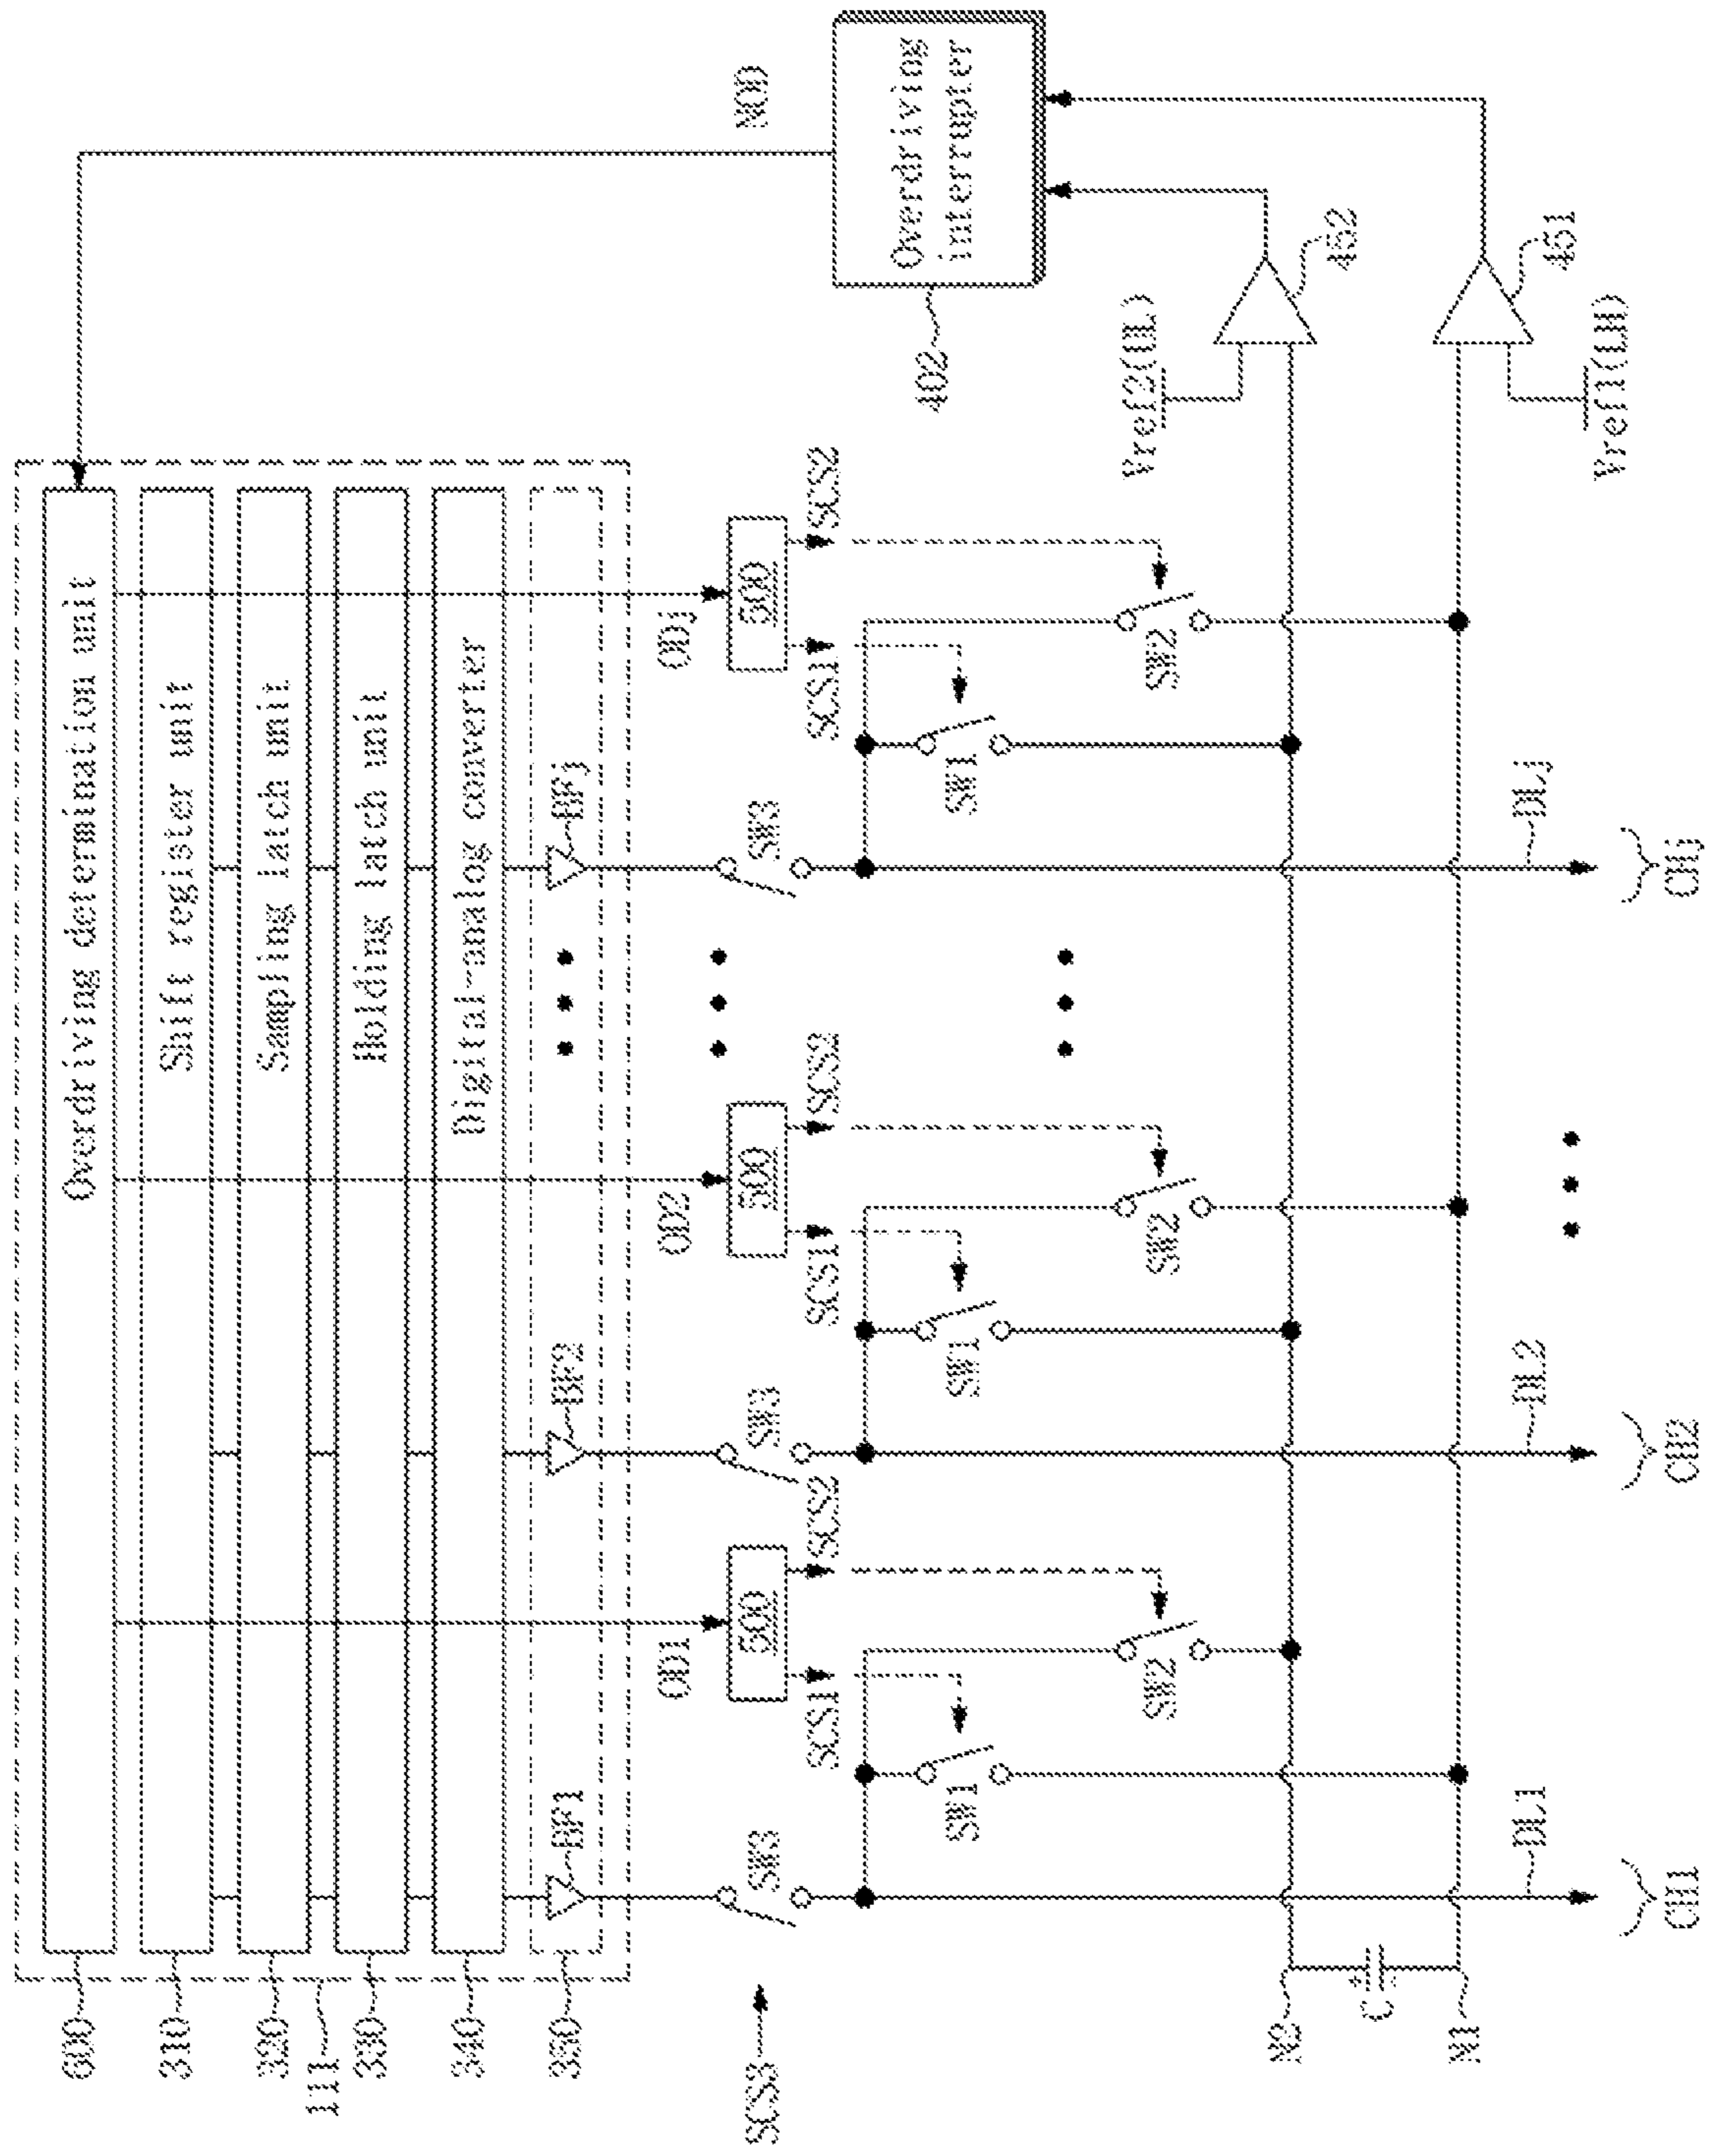 600
Overdriving determination unit
310
Shift register unit
320
Sampling latch unit
111
330
Holding latch unit
340
Digital-analog converter
350
BF1
BF2
BFj
NOD
Overdriving
interrupter
402
SCS3
SW3
SW3
SW3
OD1
500
OD2
500
ODj
500
SCS1
SCS2
SCS1
SCS2
SCS1
SCS2
SW1
SW1
SW1
SW2
SW2
SW2
Vref2(UL)
452
N2
C
+
-
N1
451
Vref1(LH)
DL1
DL2
DLj
CH1
CH2
CHj